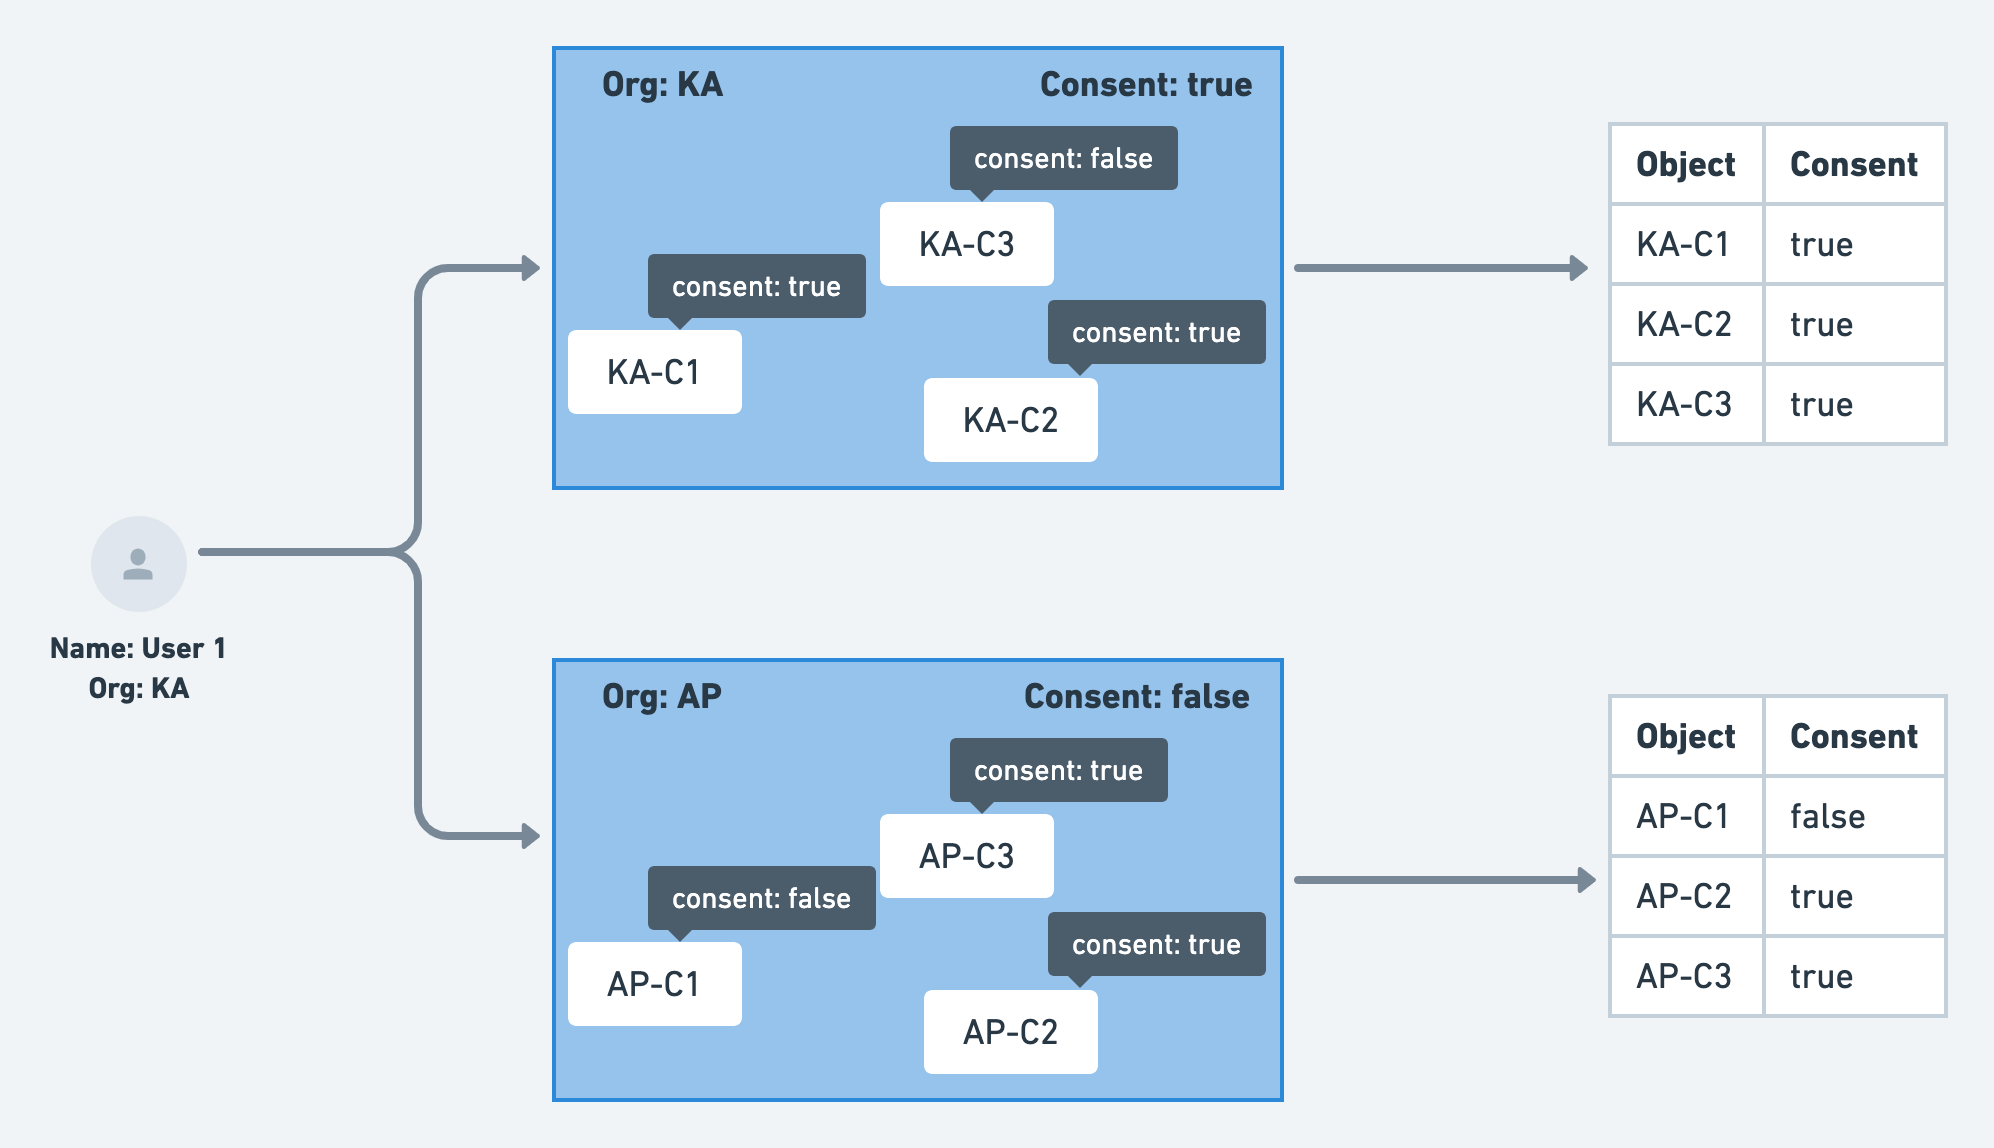 Name: User 1
Org: KA
Org: KA Consent: true
consent: false
KA-C3
consent: true
KA-C1
consent: true
KA-C2
Object Consent
KA-C1 true
KA-C2 true
KA-C3 true
Org: AP Consent: false
consent: true
AP-C3
consent: false
AP-C1
consent: true
AP-C2
Object Consent
AP-C1 false
AP-C2 true
AP-C3 true